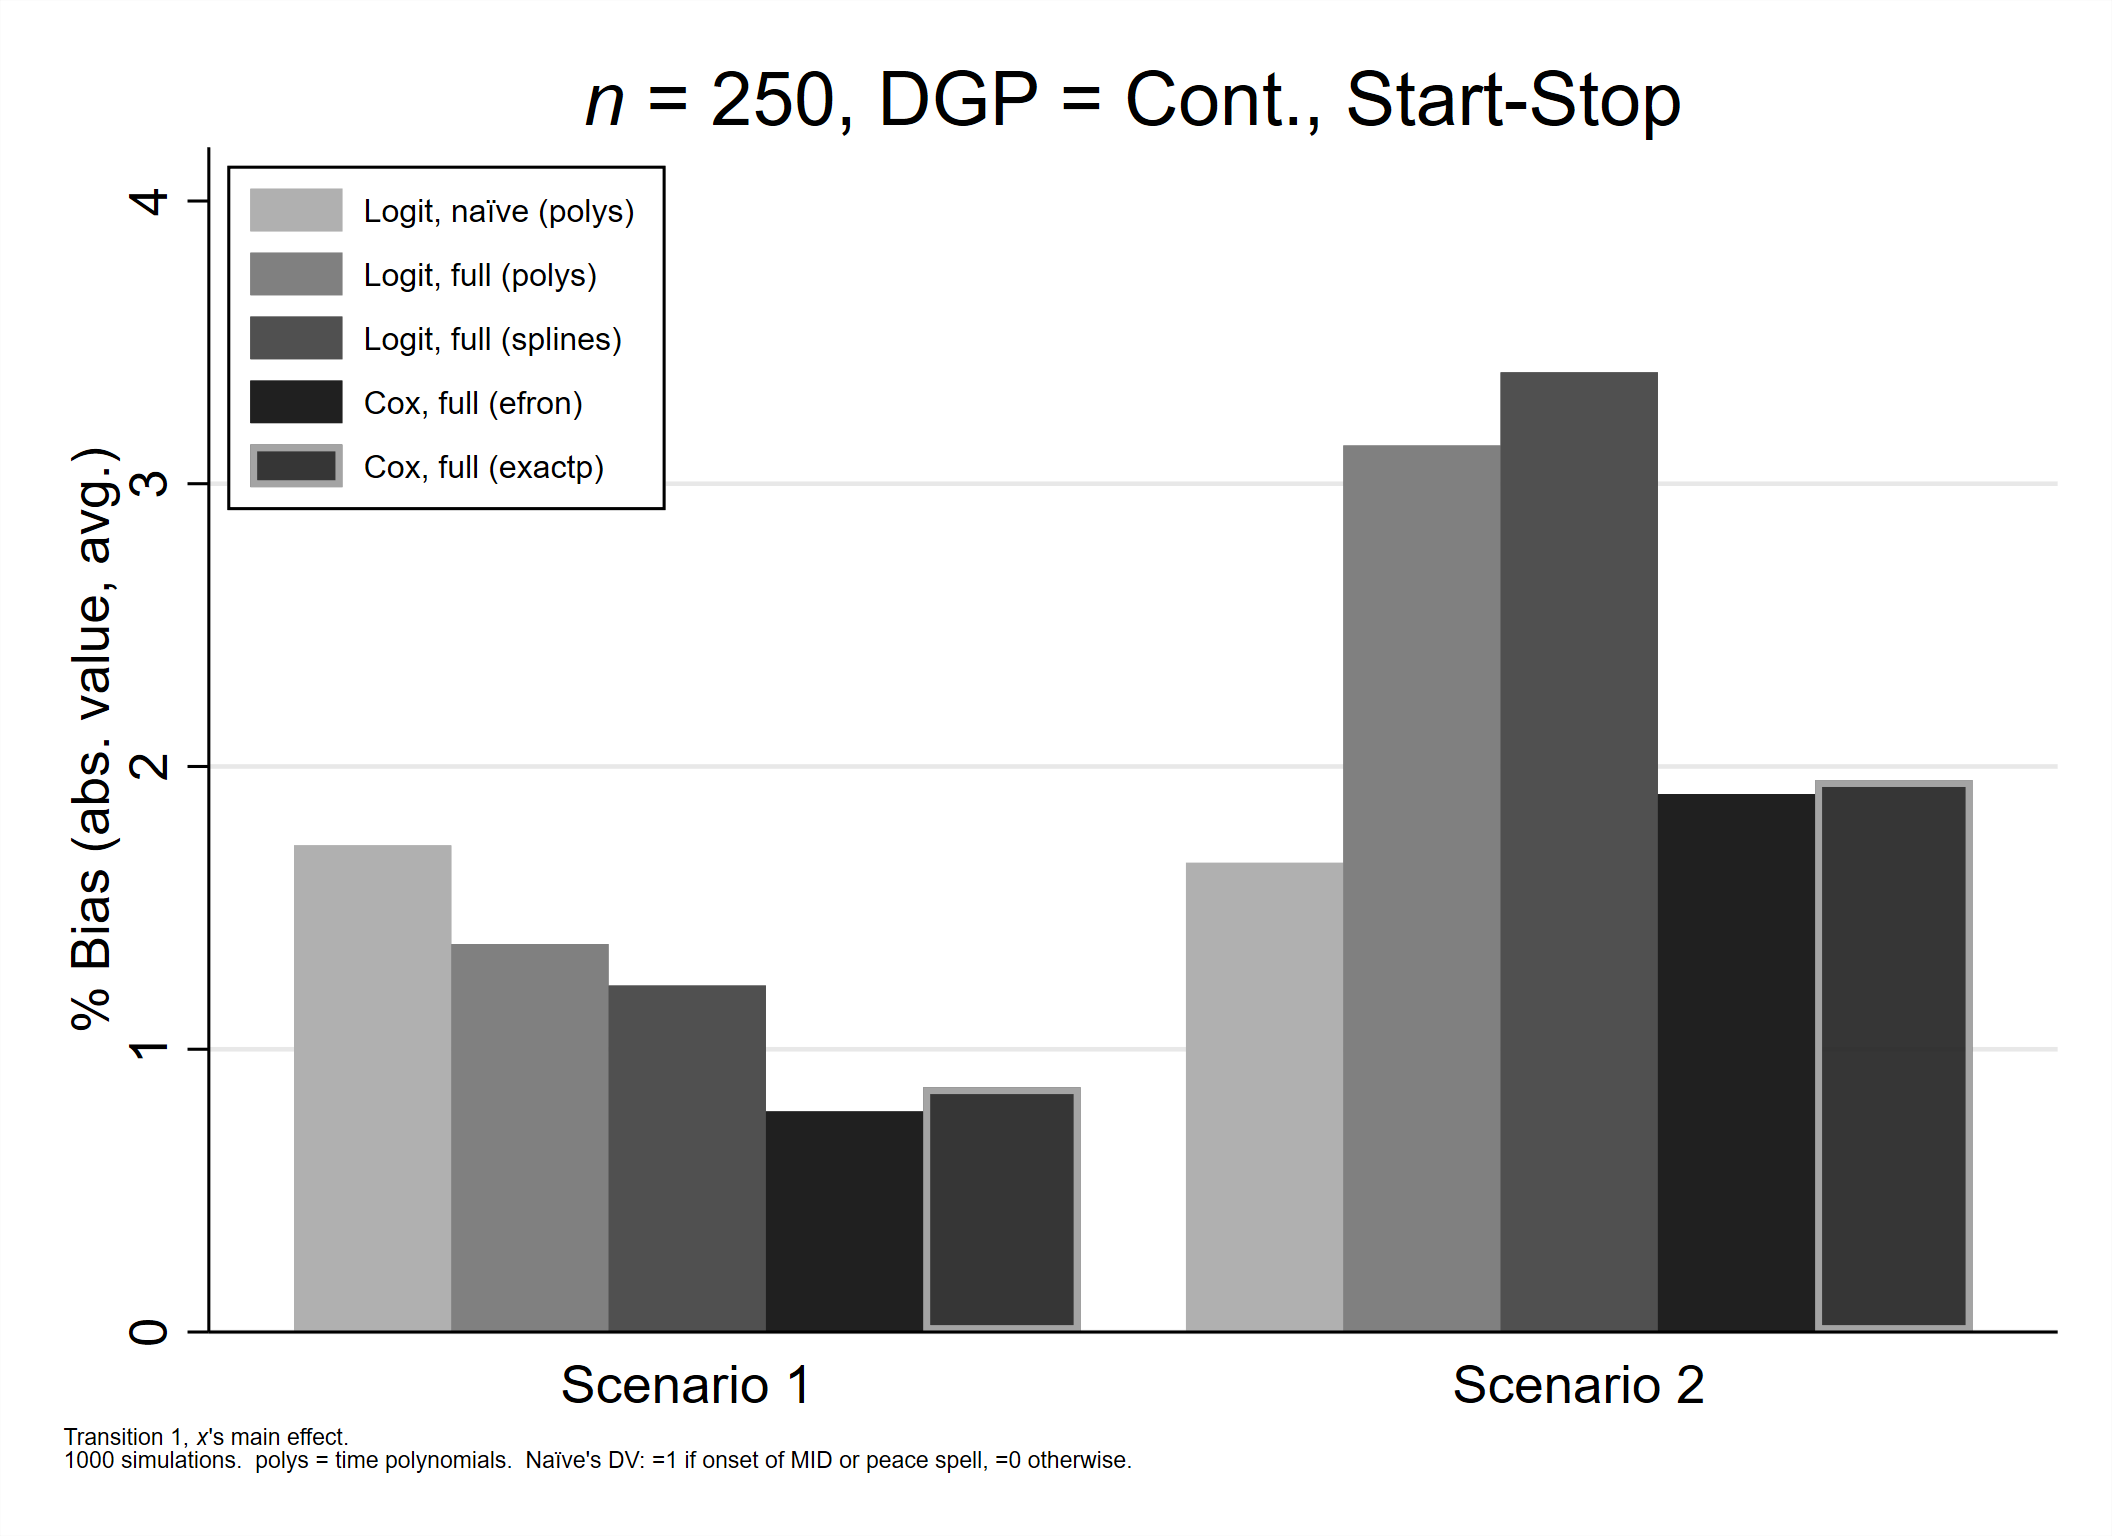 n = 250, DGP = Cont., Start-Stop
Logit, naïve (polys)
Logit, full (polys)
Logit, full (splines)
Cox, full (efron)
Cox, full (exactp)
% Bias (abs. value, avg.)
4
3
2
1
0
Scenario 1
Scenario 2
Transition 1, x's main effect.
1000 simulations.  polys = time polynomials.  Naïve's DV: =1 if onset of MID or peace spell, =0 otherwise.